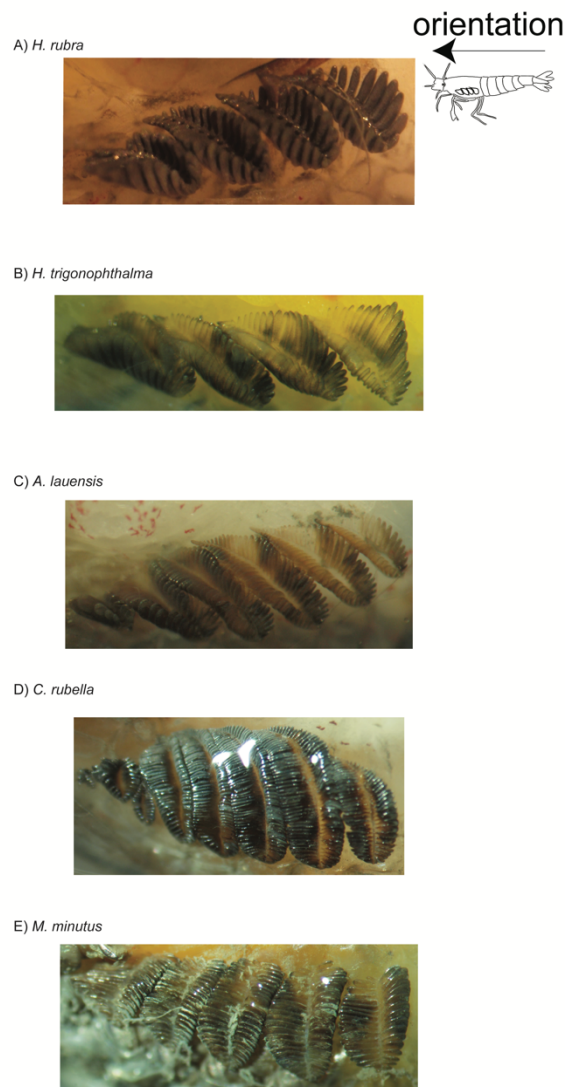 orientation
A) H. rubra
B) H. trigonophthalma
C) A. lauensis
D) C. rubella
E) M. minutus